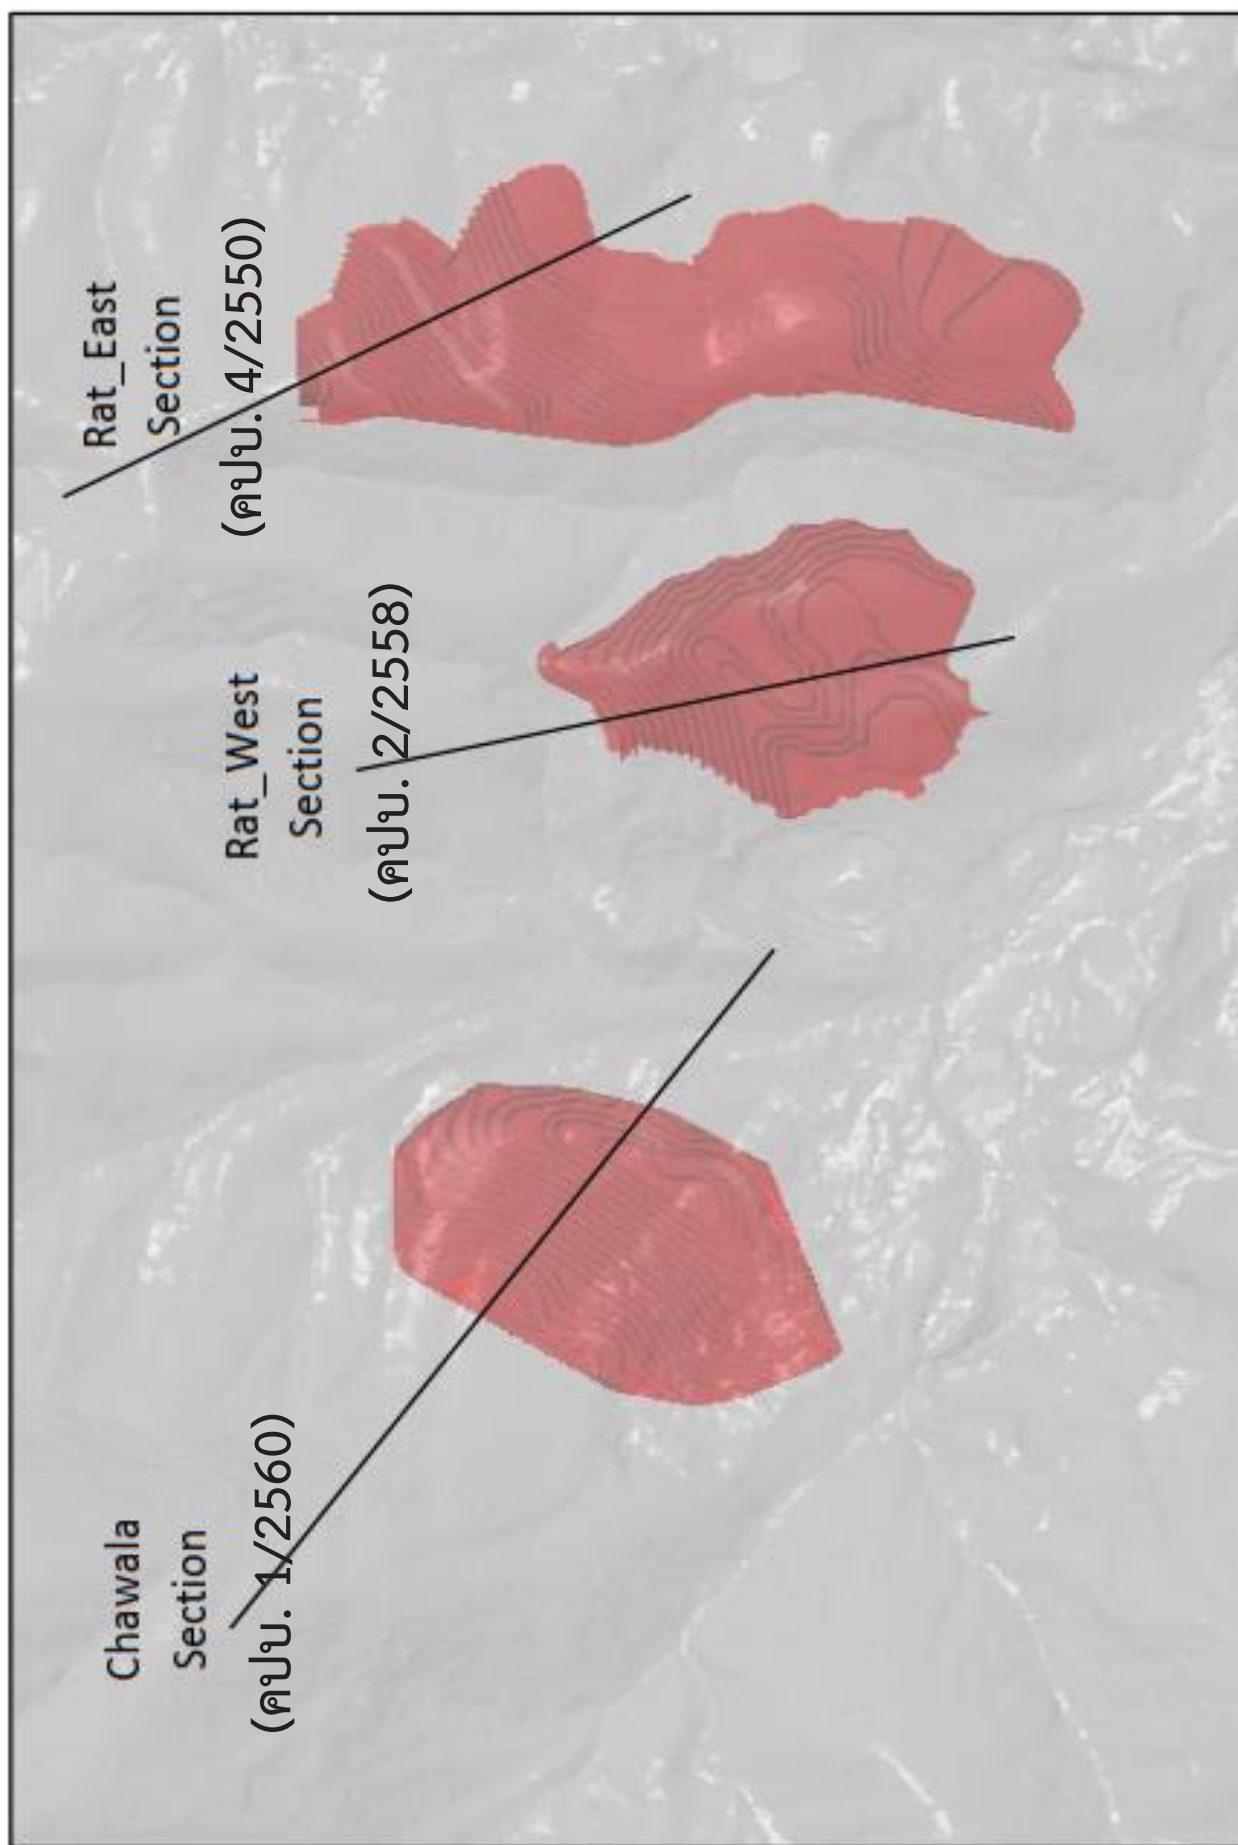 Chawala
Section
(คปบ. 1/2560)
Rat_West
Section
(คปบ. 2/2558)
Rat_East
Section
(คปบ. 4/2550)